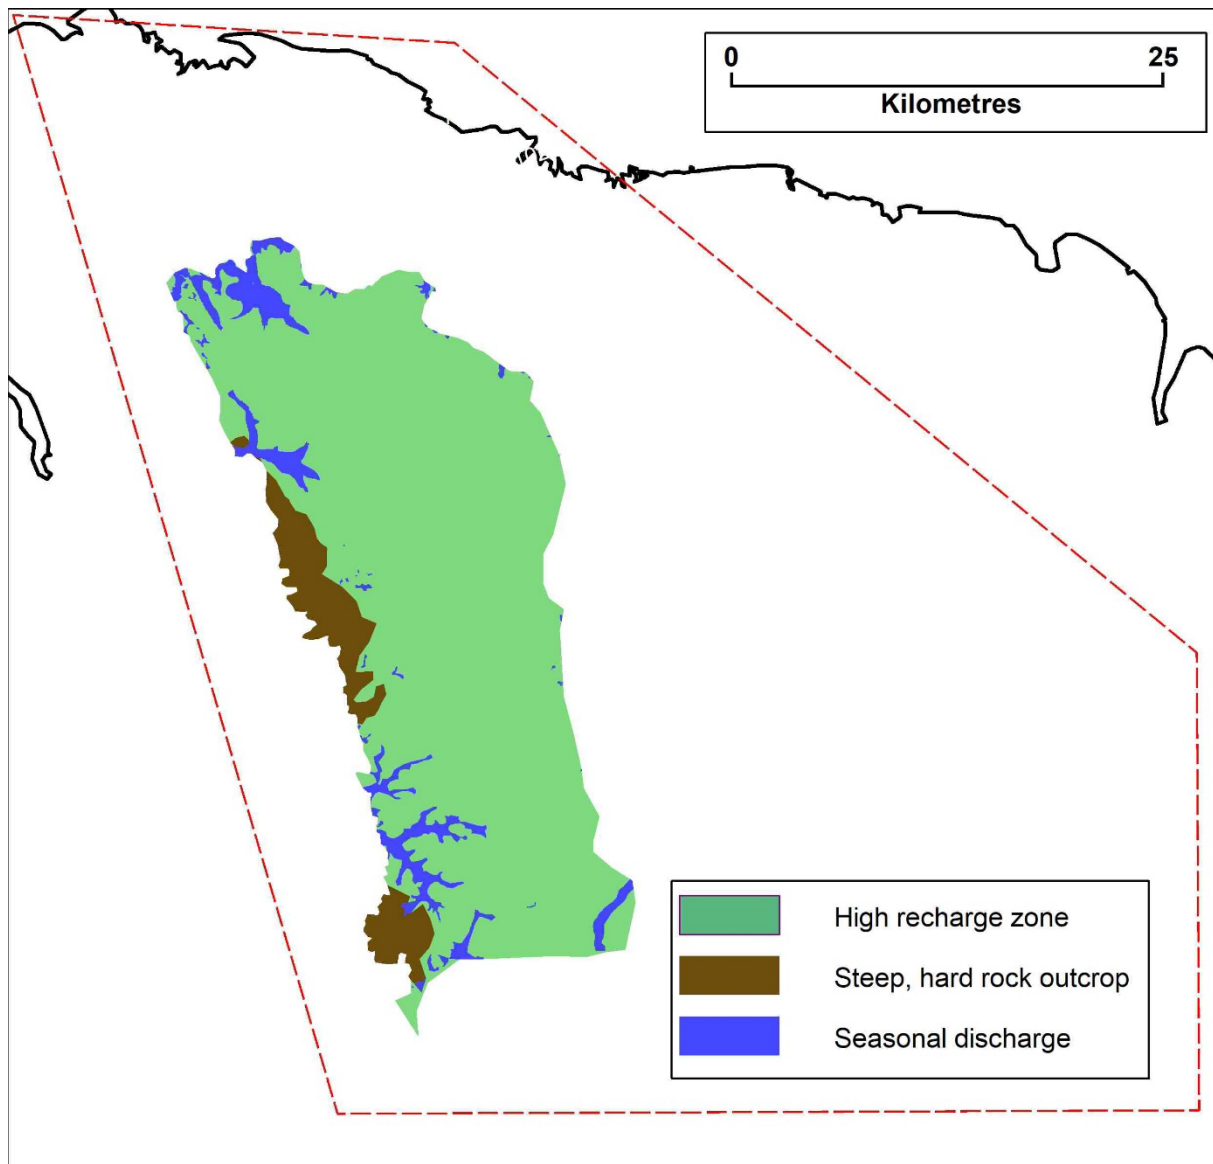 0 25
Kilometres
High recharge zone
Steep, hard rock outcrop
Seasonal discharge